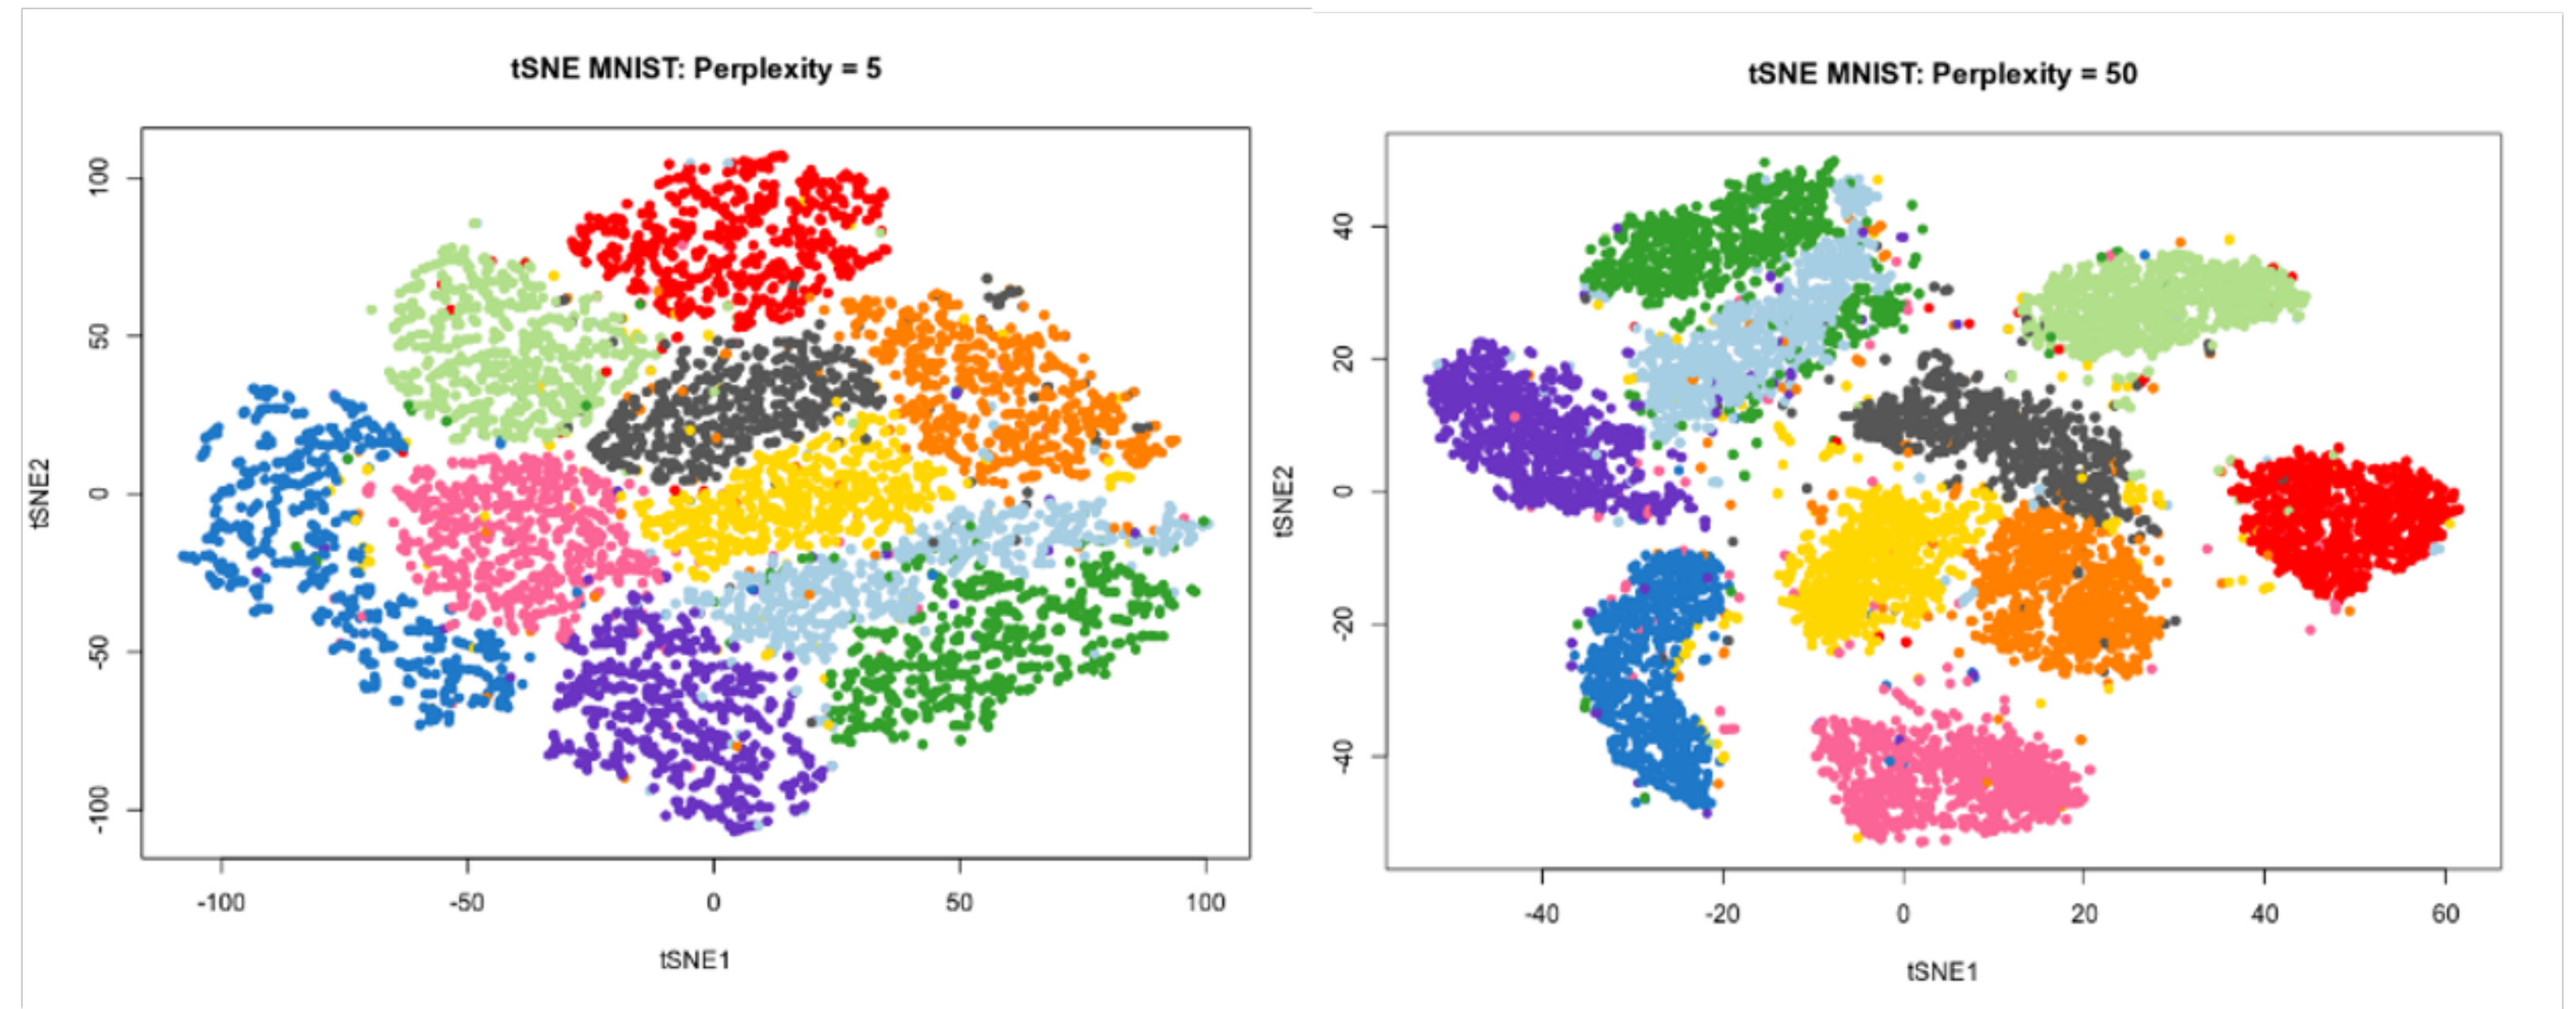 tSNE MNIST: Perplexity = 5
tSNE2
100
50
0
-50
-100
-100 -50 0 50 100
tSNE1
tSNE MNIST: Perplexity = 50
tSNE2
40
20
0
-20
-40
-40 -20 0 20 40 60
tSNE1